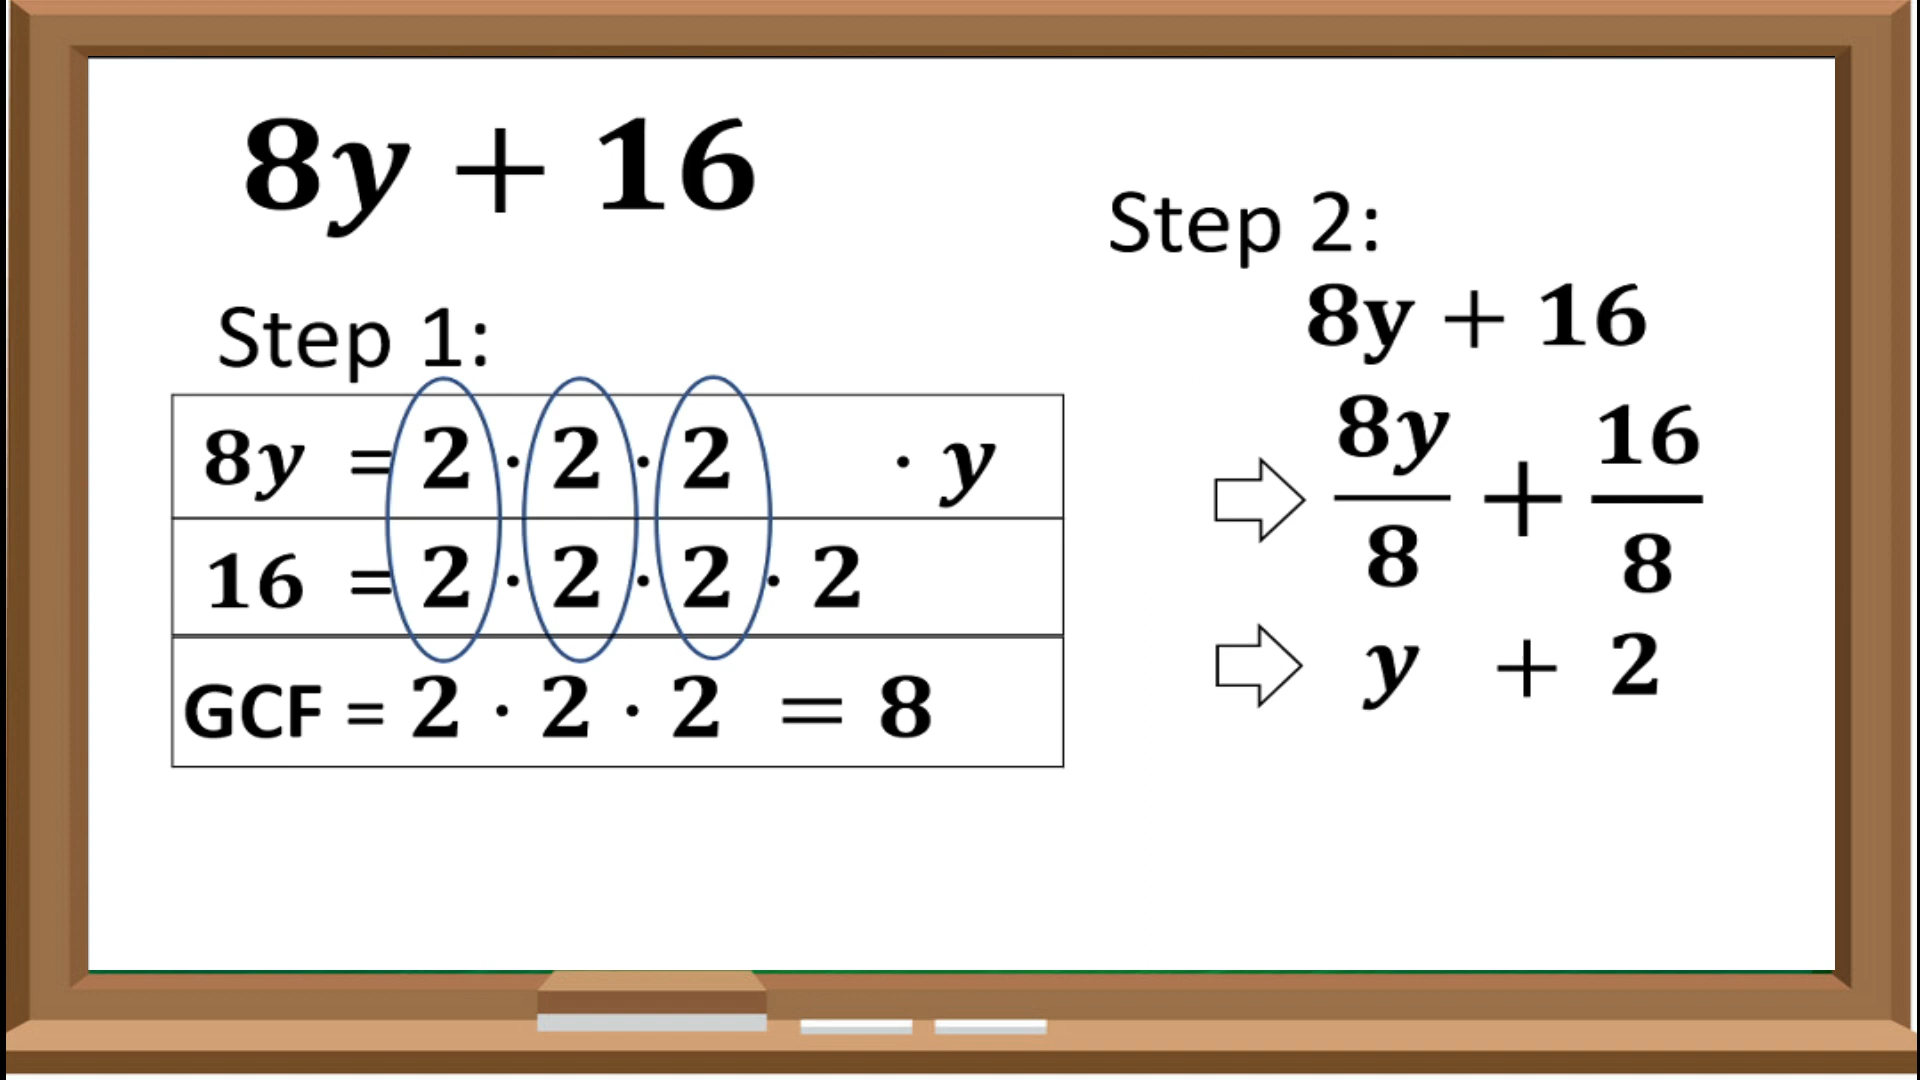 8y + 16
Step 1:
8y = 2 · 2 · 2 · y
16 = 2 · 2 · 2 · 2
GCF = 2 · 2 · 2 = 8
Step 2:
8y + 16
8y/8 + 16/8
y + 2